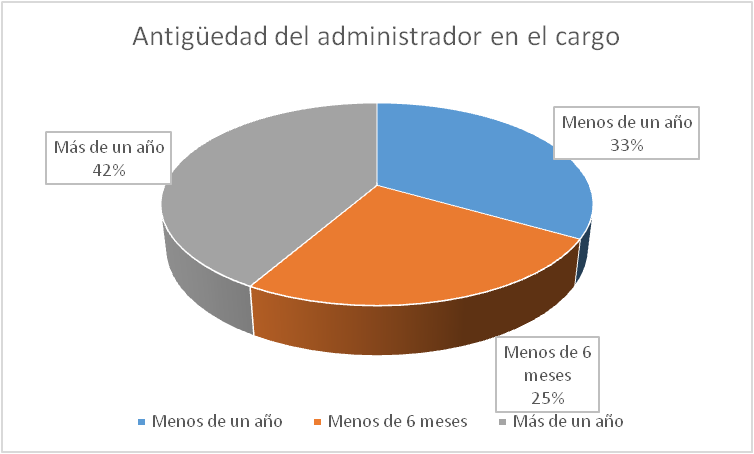 Antigüedad del administrador en el cargo
Menos de un año
33%
Más de un año
42%
Menos de 6
meses
25%
Menos de un año
Menos de 6 meses
Más de un año